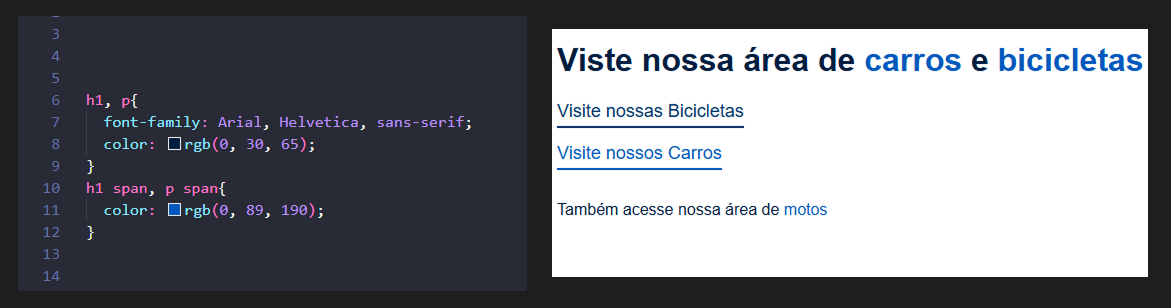 2
3
4
5
6 h1, p{
7 font-family: Arial, Helvetica, sans-serif;
8 color: rgb(0, 30, 65);
9 }
10 h1 span, p span{
11 color: rgb(0, 89, 190);
12 }
13
14
Viste nossa área de carros e bicicletas
Visite nossas Bicicletas
Visite nossos Carros
Também acesse nossa área de motos